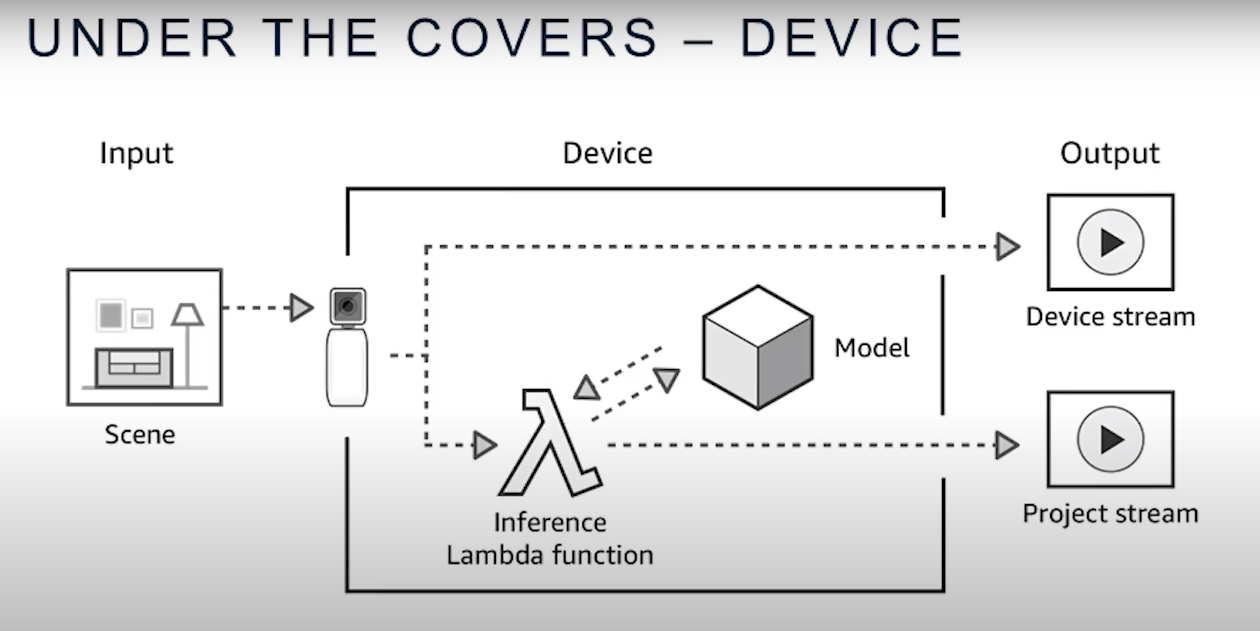 UNDER THE COVERS – DEVICE
Input
Device
Output
Scene
Model
Device stream
Inference
Lambda function
Project stream